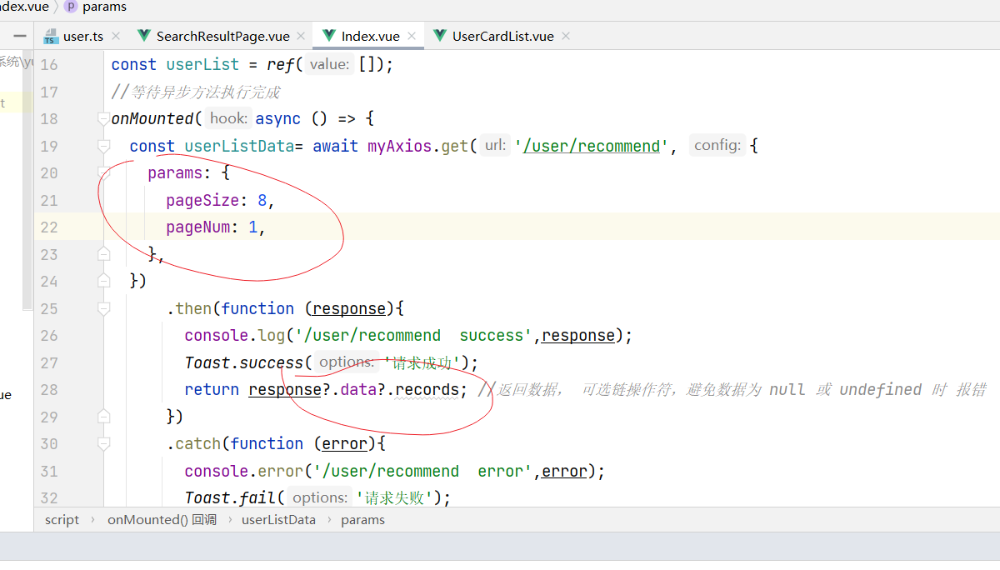 ndex.vue 〉 p params
user.ts × SearchResultPage.vue × Index.vue × UserCardList.vue ×
16 const userList = ref( value: []);
17 //等待异步方法执行完成
18 onMounted( hook: async () => {
19 const userListData= await myAxios.get( url: '/user/recommend', config: {
20 params: {
21 pageSize: 8,
22 pageNum: 1,
23 },
24 })
25 .then(function (response){
26 console.log('/user/recommend  success',response);
27 Toast.success( options: '请求成功');
28 return response?.data?.records; //返回数据， 可选链操作符，避免数据为 null 或 undefined 时 报错
29 })
30 .catch(function (error){
31 console.error('/user/recommend  error',error);
32 Toast.fail( options: '请求失败');
系统\yu
t
ue
script › onMounted() 回调 › userListData › params